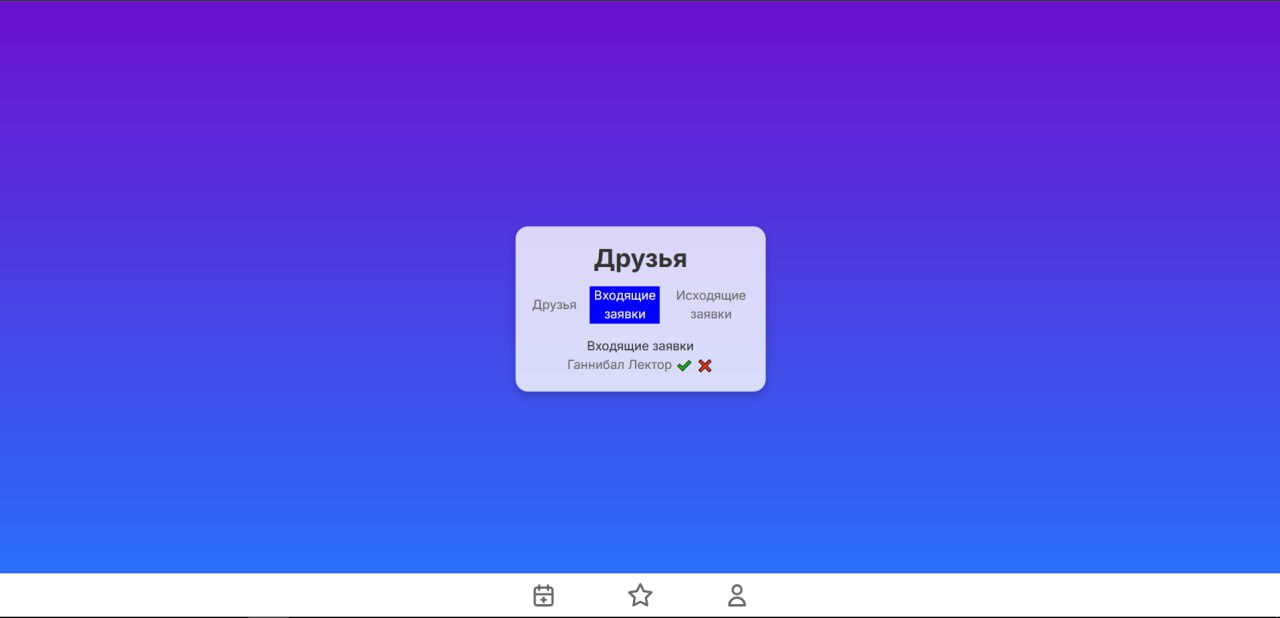 Друзья
Друзья
Входящие
заявки
Исходящие
заявки
Входящие заявки
Ганнибал Лектор